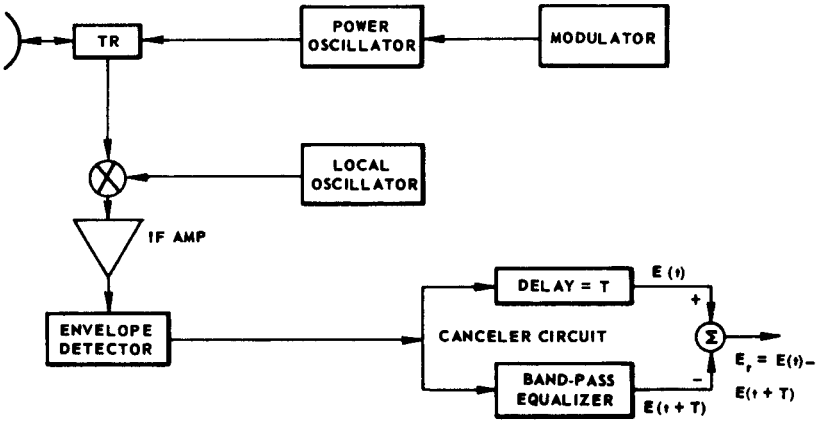 TR
POWER
OSCILLATOR
MODULATOR
LOCAL
OSCILLATOR
IF AMP
ENVELOPE
DETECTOR
CANCELER CIRCUIT
DELAY = T
E(t)
+
Σ
BAND-PASS
EQUALIZER
−
E(t + T)
Er = E(t)−
E(t + T)